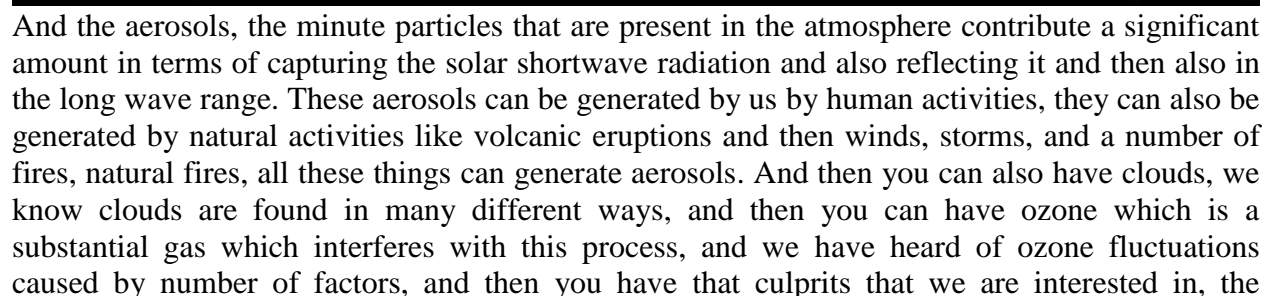 And the aerosols, the minute particles that are present in the atmosphere contribute a significant
amount in terms of capturing the solar shortwave radiation and also reflecting it and then also in
the long wave range. These aerosols can be generated by us by human activities, they can also be
generated by natural activities like volcanic eruptions and then winds, storms, and a number of
fires, natural fires, all these things can generate aerosols. And then you can also have clouds, we
know clouds are found in many different ways, and then you can have ozone which is a
substantial gas which interferes with this process, and we have heard of ozone fluctuations
caused by number of factors, and then you have that culprits that we are interested in, the